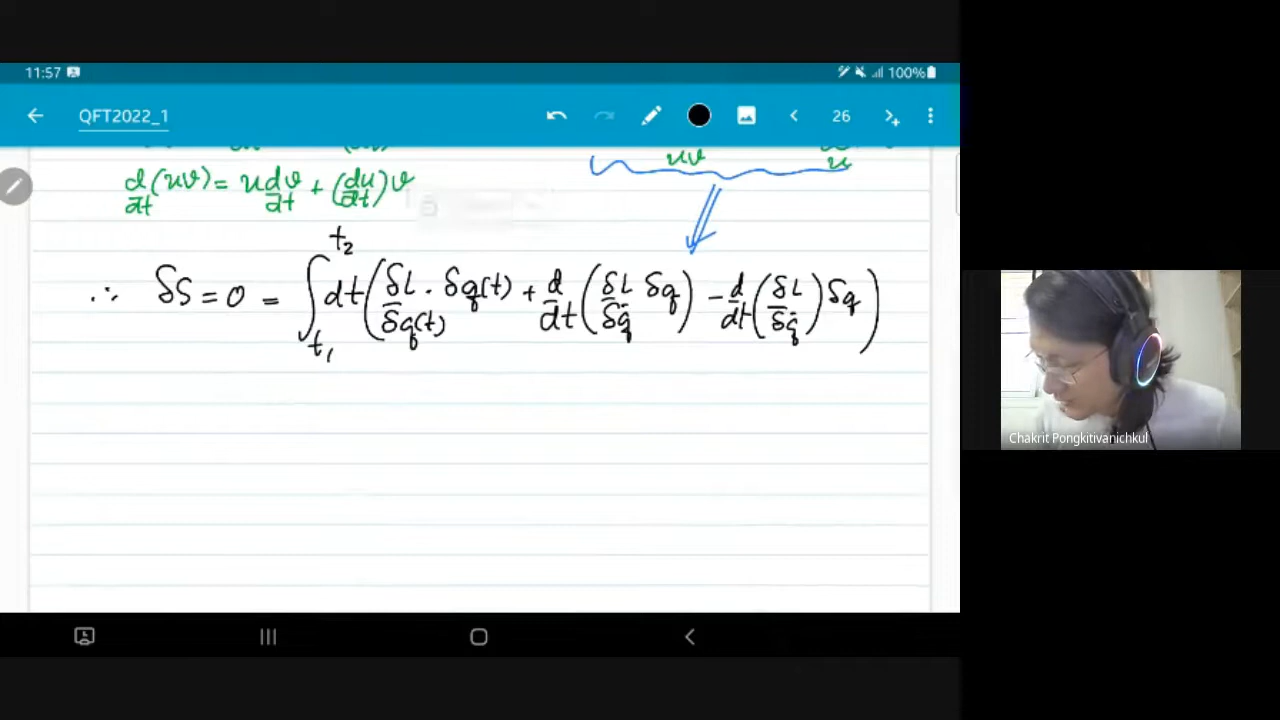 11:57 100%
QFT2022_1 26
uv u
d/dt (uv) = u dv/dt + (du/dt) v
t₂
∴ δS = 0 = ∫ dt ( δL/δq(t) · δq(t) + d/dt ( δL/δq̇ δq ) − d/dt ( δL/δq̇ ) δq )
t₁
Chakrit Pongkitivanichkul